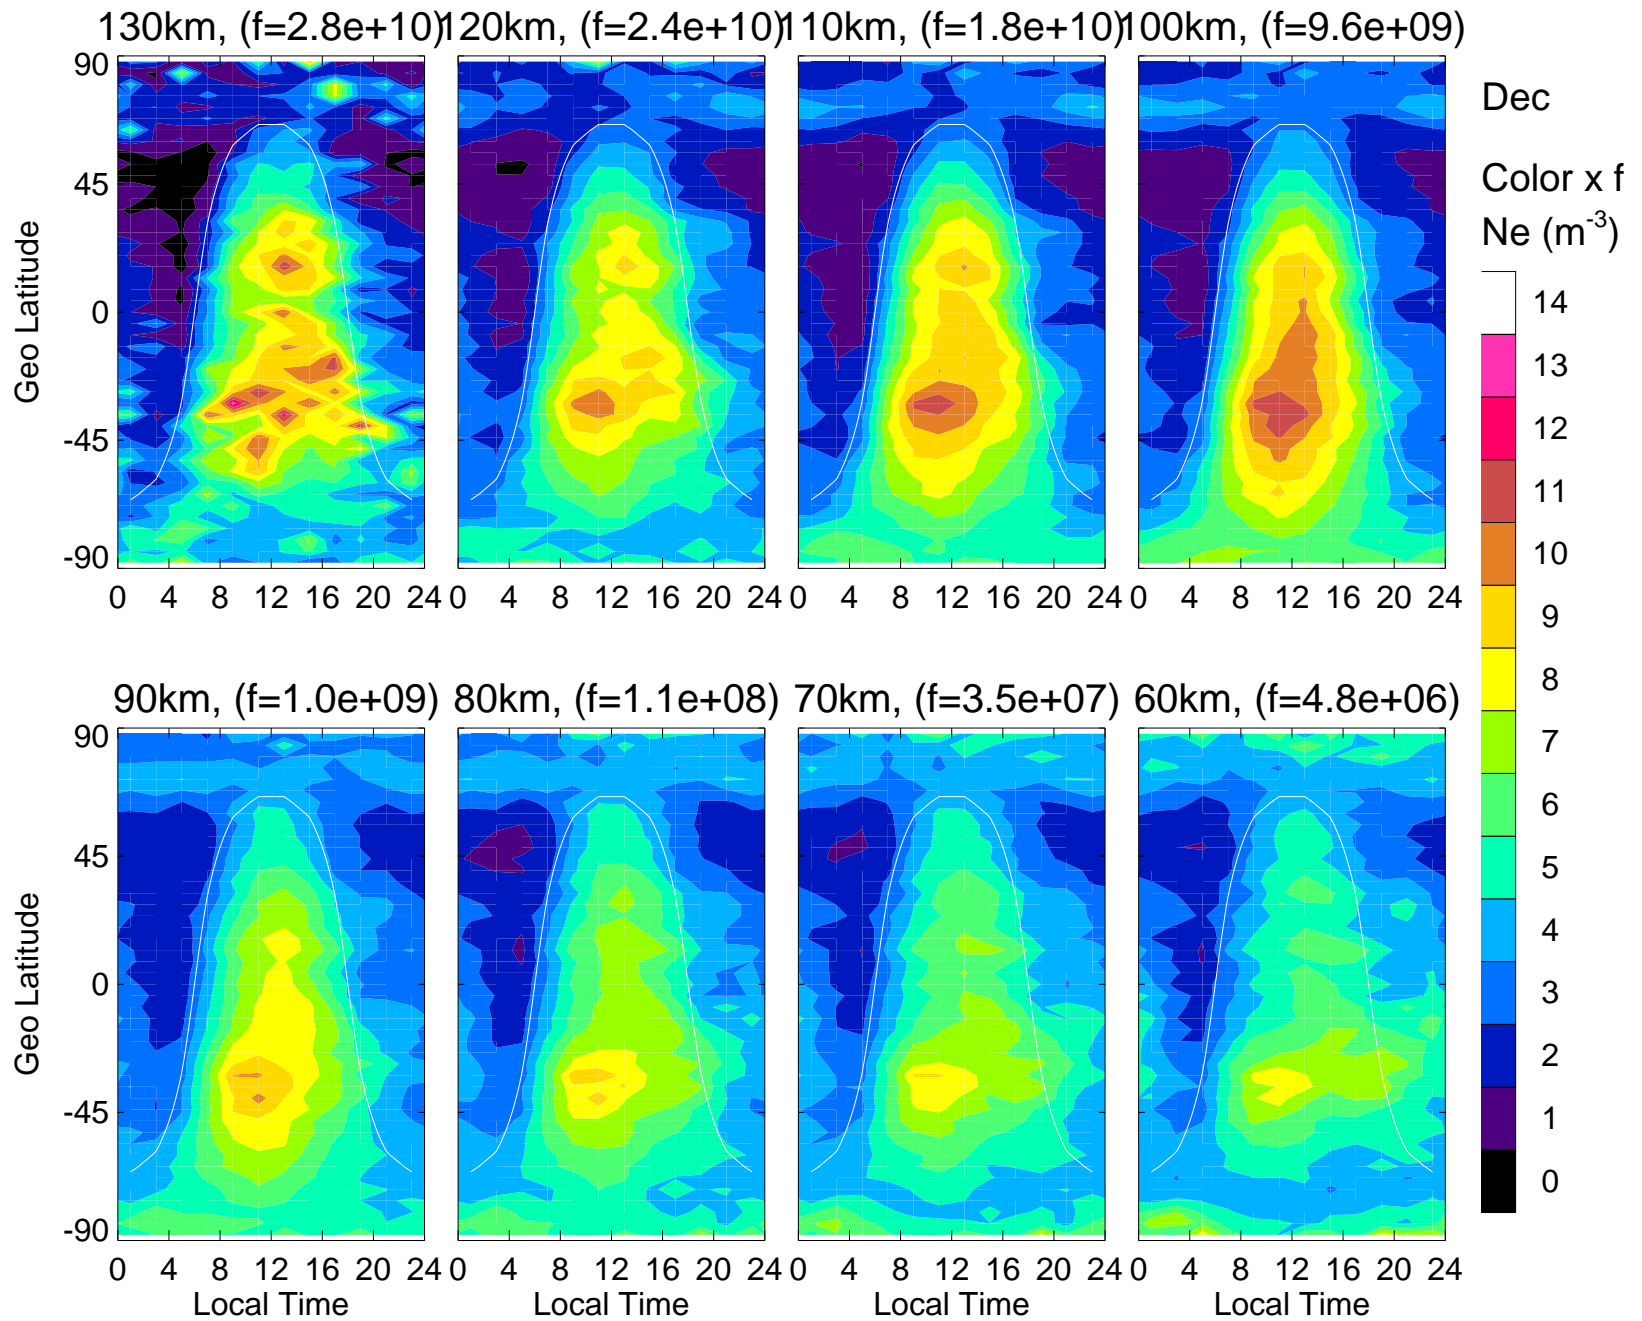 130km, (f=2.8e+10)
120km, (f=2.4e+10)
110km, (f=1.8e+10)
100km, (f=9.6e+09)
Dec
Color x f
Ne (m-3)
14
13
12
11
10
9
8
7
6
5
4
3
2
1
0
Geo Latitude
90
45
0
-45
-90
0 4 8 12 16 20 24
0 4 8 12 16 20 24
0 4 8 12 16 20 24
0 4 8 12 16 20 24
90km, (f=1.0e+09)
80km, (f=1.1e+08)
70km, (f=3.5e+07)
60km, (f=4.8e+06)
Geo Latitude
90
45
0
-45
-90
0 4 8 12 16 20 24
0 4 8 12 16 20 24
0 4 8 12 16 20 24
0 4 8 12 16 20 24
Local Time
Local Time
Local Time
Local Time